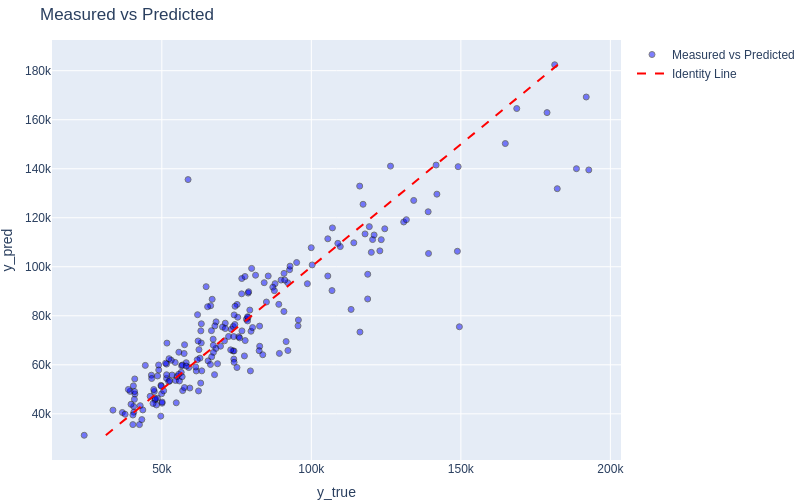 Measured vs Predicted
Measured vs Predicted
Identity Line
180k
160k
140k
120k
100k
80k
60k
40k
y_pred
50k
100k
150k
200k
y_true